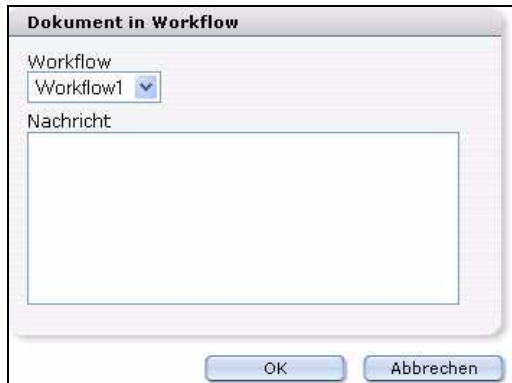 Dokument in Workflow
Workflow
Workflow1
Nachricht
OK Abbrechen